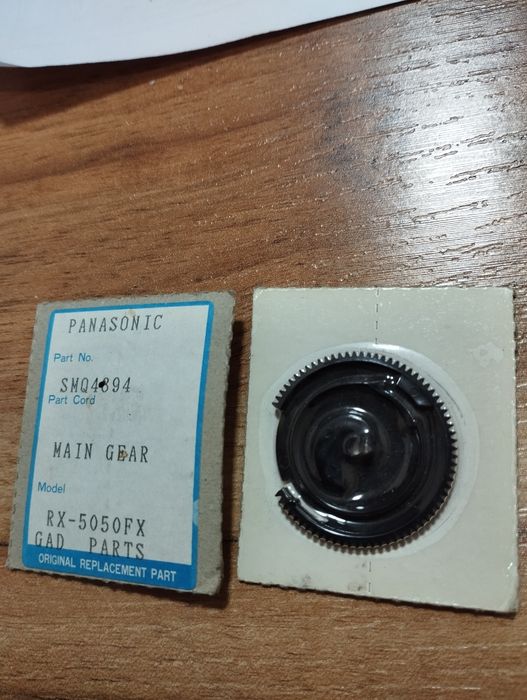 PANASONIC
Part No.
SMQ4894
Part Cord
MAIN GEAR
Model
RX-5050FX
GAD PARTS
ORIGINAL REPLACEMENT PART